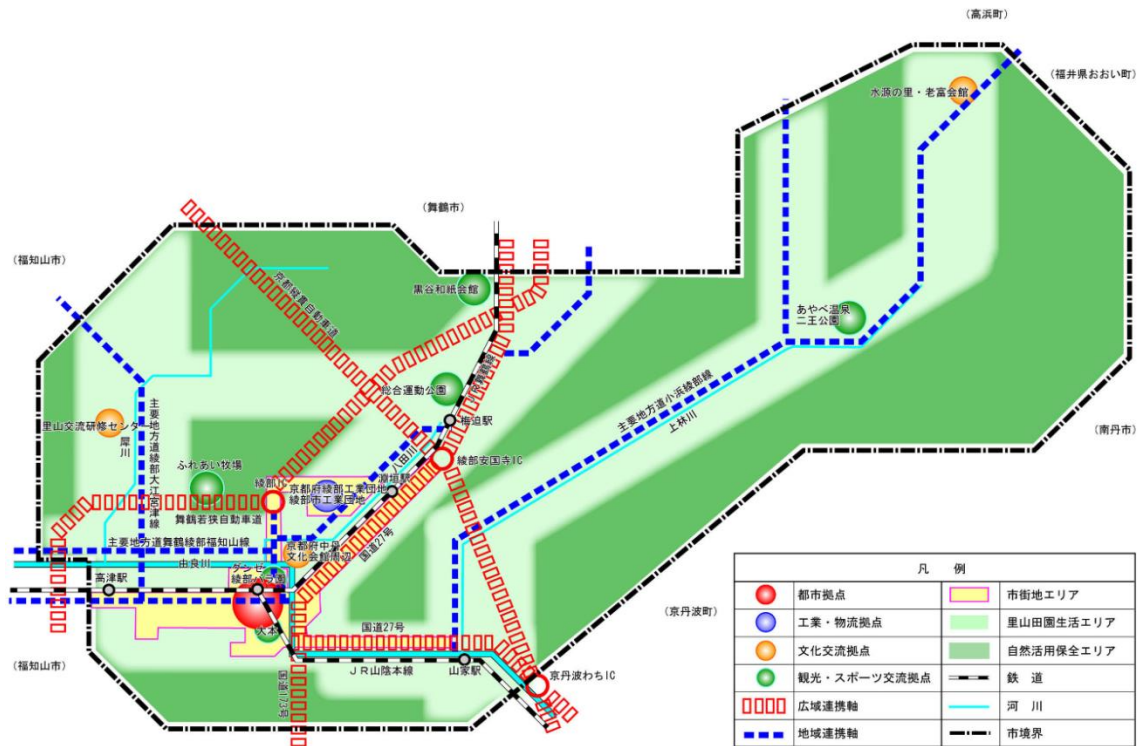 (高浜町)
(福井県おおい町)
水源の里・老富会館
(舞鶴市)
(福知山市)
黒谷和紙会館
京都縦貫自動車道
あやべ温泉
二王公園
JR舞鶴線
総合運動公園
主要地方道小浜綾部線
上林川
梅迫駅
里山交流研修センター
犀川
主要地方道綾部大江宮津線
八田川
(南丹市)
綾部安国寺IC
ふれあい牧場
淵垣駅
綾部IC
京都府綾部工業団地
綾部市工業団地
舞鶴若狭自動車道
国道27号
主要地方道舞鶴綾部福知山線
京都府中丹
文化会館周辺
由良川
グンゼ
綾部バラ園
高津駅
(京丹波町)
大本
国道27号
(福知山市)
JR山陰本線
山家駅
国道173号
京丹波わちIC
凡 例
都市拠点
市街地エリア
工業・物流拠点
里山田園生活エリア
文化交流拠点
自然活用保全エリア
観光・スポーツ交流拠点
鉄 道
広域連携軸
河 川
地域連携軸
市境界